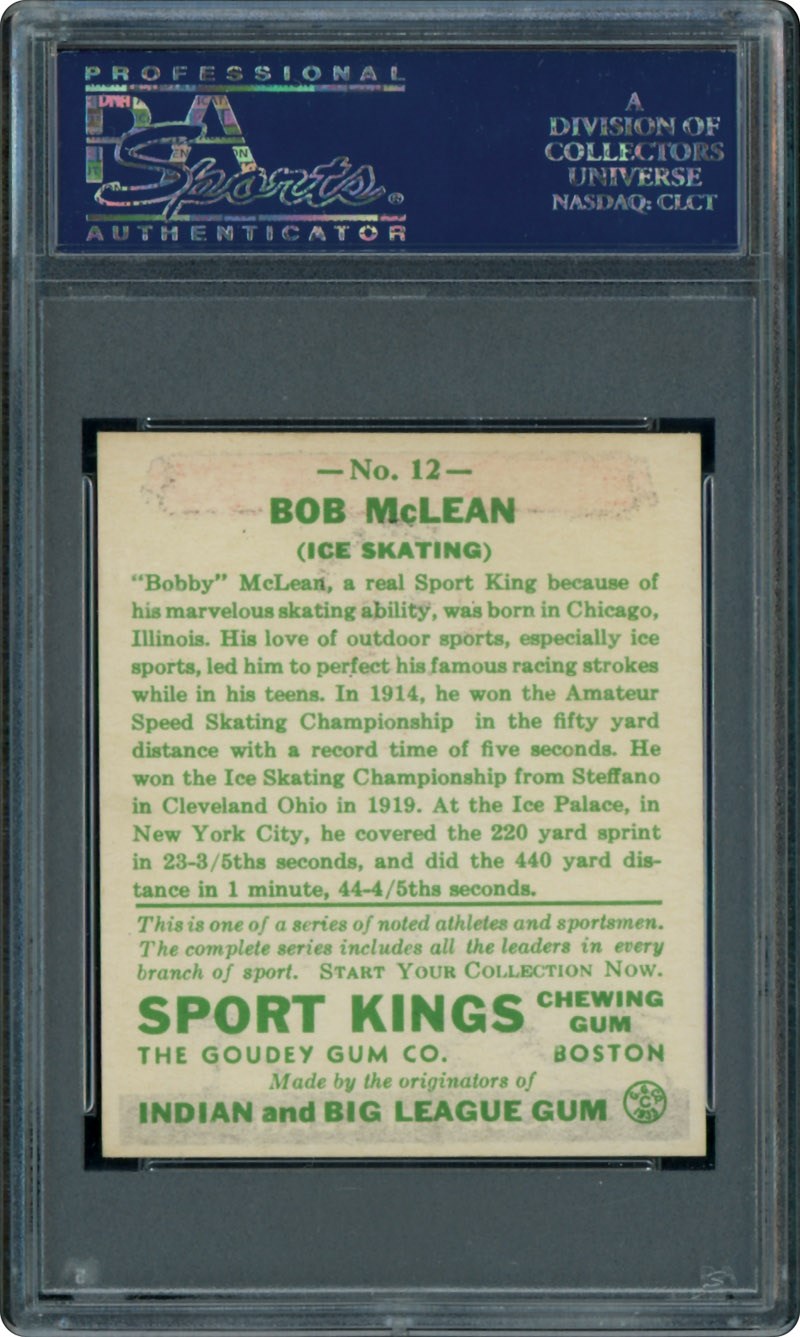 PROFESSIONAL
PSA
Sports®
AUTHENTICATOR
A
DIVISION OF
COLLECTORS
UNIVERSE
NASDAQ: CLCT
—No. 12—
BOB McLEAN
(ICE SKATING)
"Bobby" McLean, a real Sport King because of
his marvelous skating ability, was born in Chicago,
Illinois. His love of outdoor sports, especially ice
sports, led him to perfect his famous racing strokes
while in his teens. In 1914, he won the Amateur
Speed Skating Championship in the fifty yard
distance with a record time of five seconds. He
won the Ice Skating Championship from Steffano
in Cleveland Ohio in 1919. At the Ice Palace, in
New York City, he covered the 220 yard sprint
in 23-3/5ths seconds, and did the 440 yard dis-
tance in 1 minute, 44-4/5ths seconds.
This is one of a series of noted athletes and sportsmen.
The complete series includes all the leaders in every
branch of sport. START YOUR COLLECTION NOW.
SPORT KINGS CHEWING GUM
THE GOUDEY GUM CO. BOSTON
Made by the originators of
INDIAN and BIG LEAGUE GUM